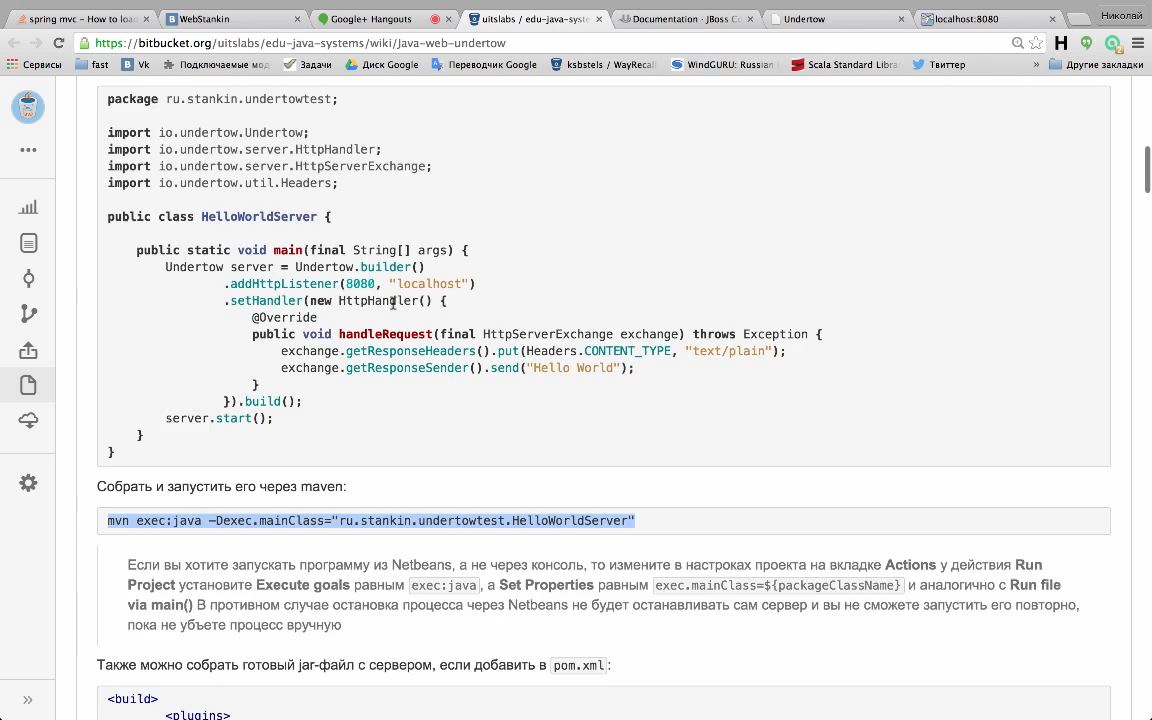 spring mvc - How to load
WebStankin
Google+ Hangouts
uitslabs / edu-java-syste
Documentation · JBoss C
Undertow
localhost:8080
Николай
https://bitbucket.org/uitslabs/edu-java-systems/wiki/Java-web-undertow
Сервисы
fast
Vk
Подключаемые мод
Задачи
Диск Google
Переводчик Google
ksbstels / WayRecall
WindGURU: Russian
Scala Standard Libra
Твиттер
»
Другие закладки
package ru.stankin.undertowtest;
import io.undertow.Undertow;
import io.undertow.server.HttpHandler;
import io.undertow.server.HttpServerExchange;
import io.undertow.util.Headers;
public class HelloWorldServer {
public static void main(final String[] args) {
Undertow server = Undertow.builder()
.addHttpListener(8080, "localhost")
.setHandler(new HttpHandler() {
@Override
public void handleRequest(final HttpServerExchange exchange) throws Exception {
exchange.getResponseHeaders().put(Headers.CONTENT_TYPE, "text/plain");
exchange.getResponseSender().send("Hello World");
}
}).build();
server.start();
}
}
Собрать и запустить его через maven:
mvn exec:java -Dexec.mainClass="ru.stankin.undertowtest.HelloWorldServer"
Если вы хотите запускать программу из Netbeans, а не через консоль, то измените в настроках проекта на вкладке Actions у действия Run
Project установите Execute goals равным exec:java, а Set Properties равным exec.mainClass=${packageClassName} и аналогично с Run file
via main() В противном случае остановка процесса через Netbeans не будет останавливать сам сервер и вы не сможете запустить его повторно,
пока не убъете процесс вручную
Также можно собрать готовый jar-файл с сервером, если добавить в pom.xml:
<build>
<plugins>